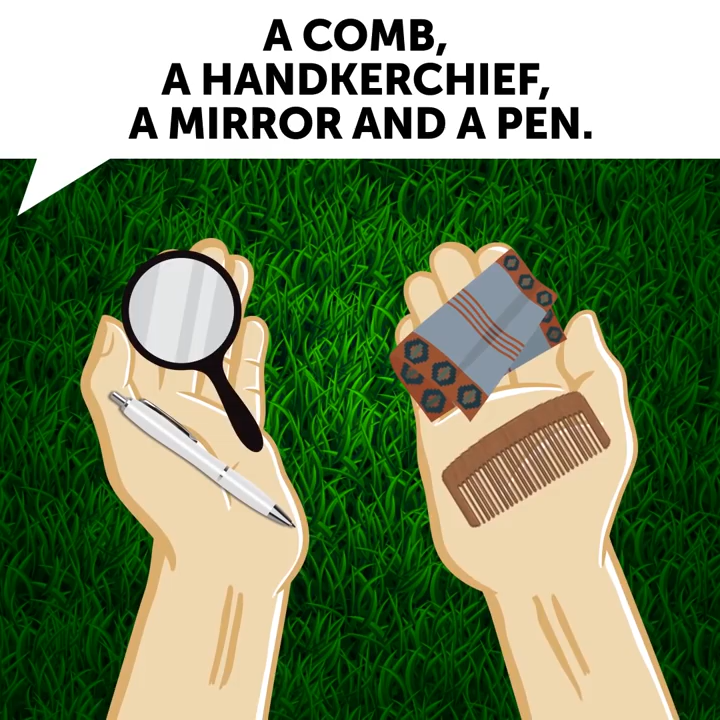 A COMB,
A HANDKERCHIEF,
A MIRROR AND A PEN.